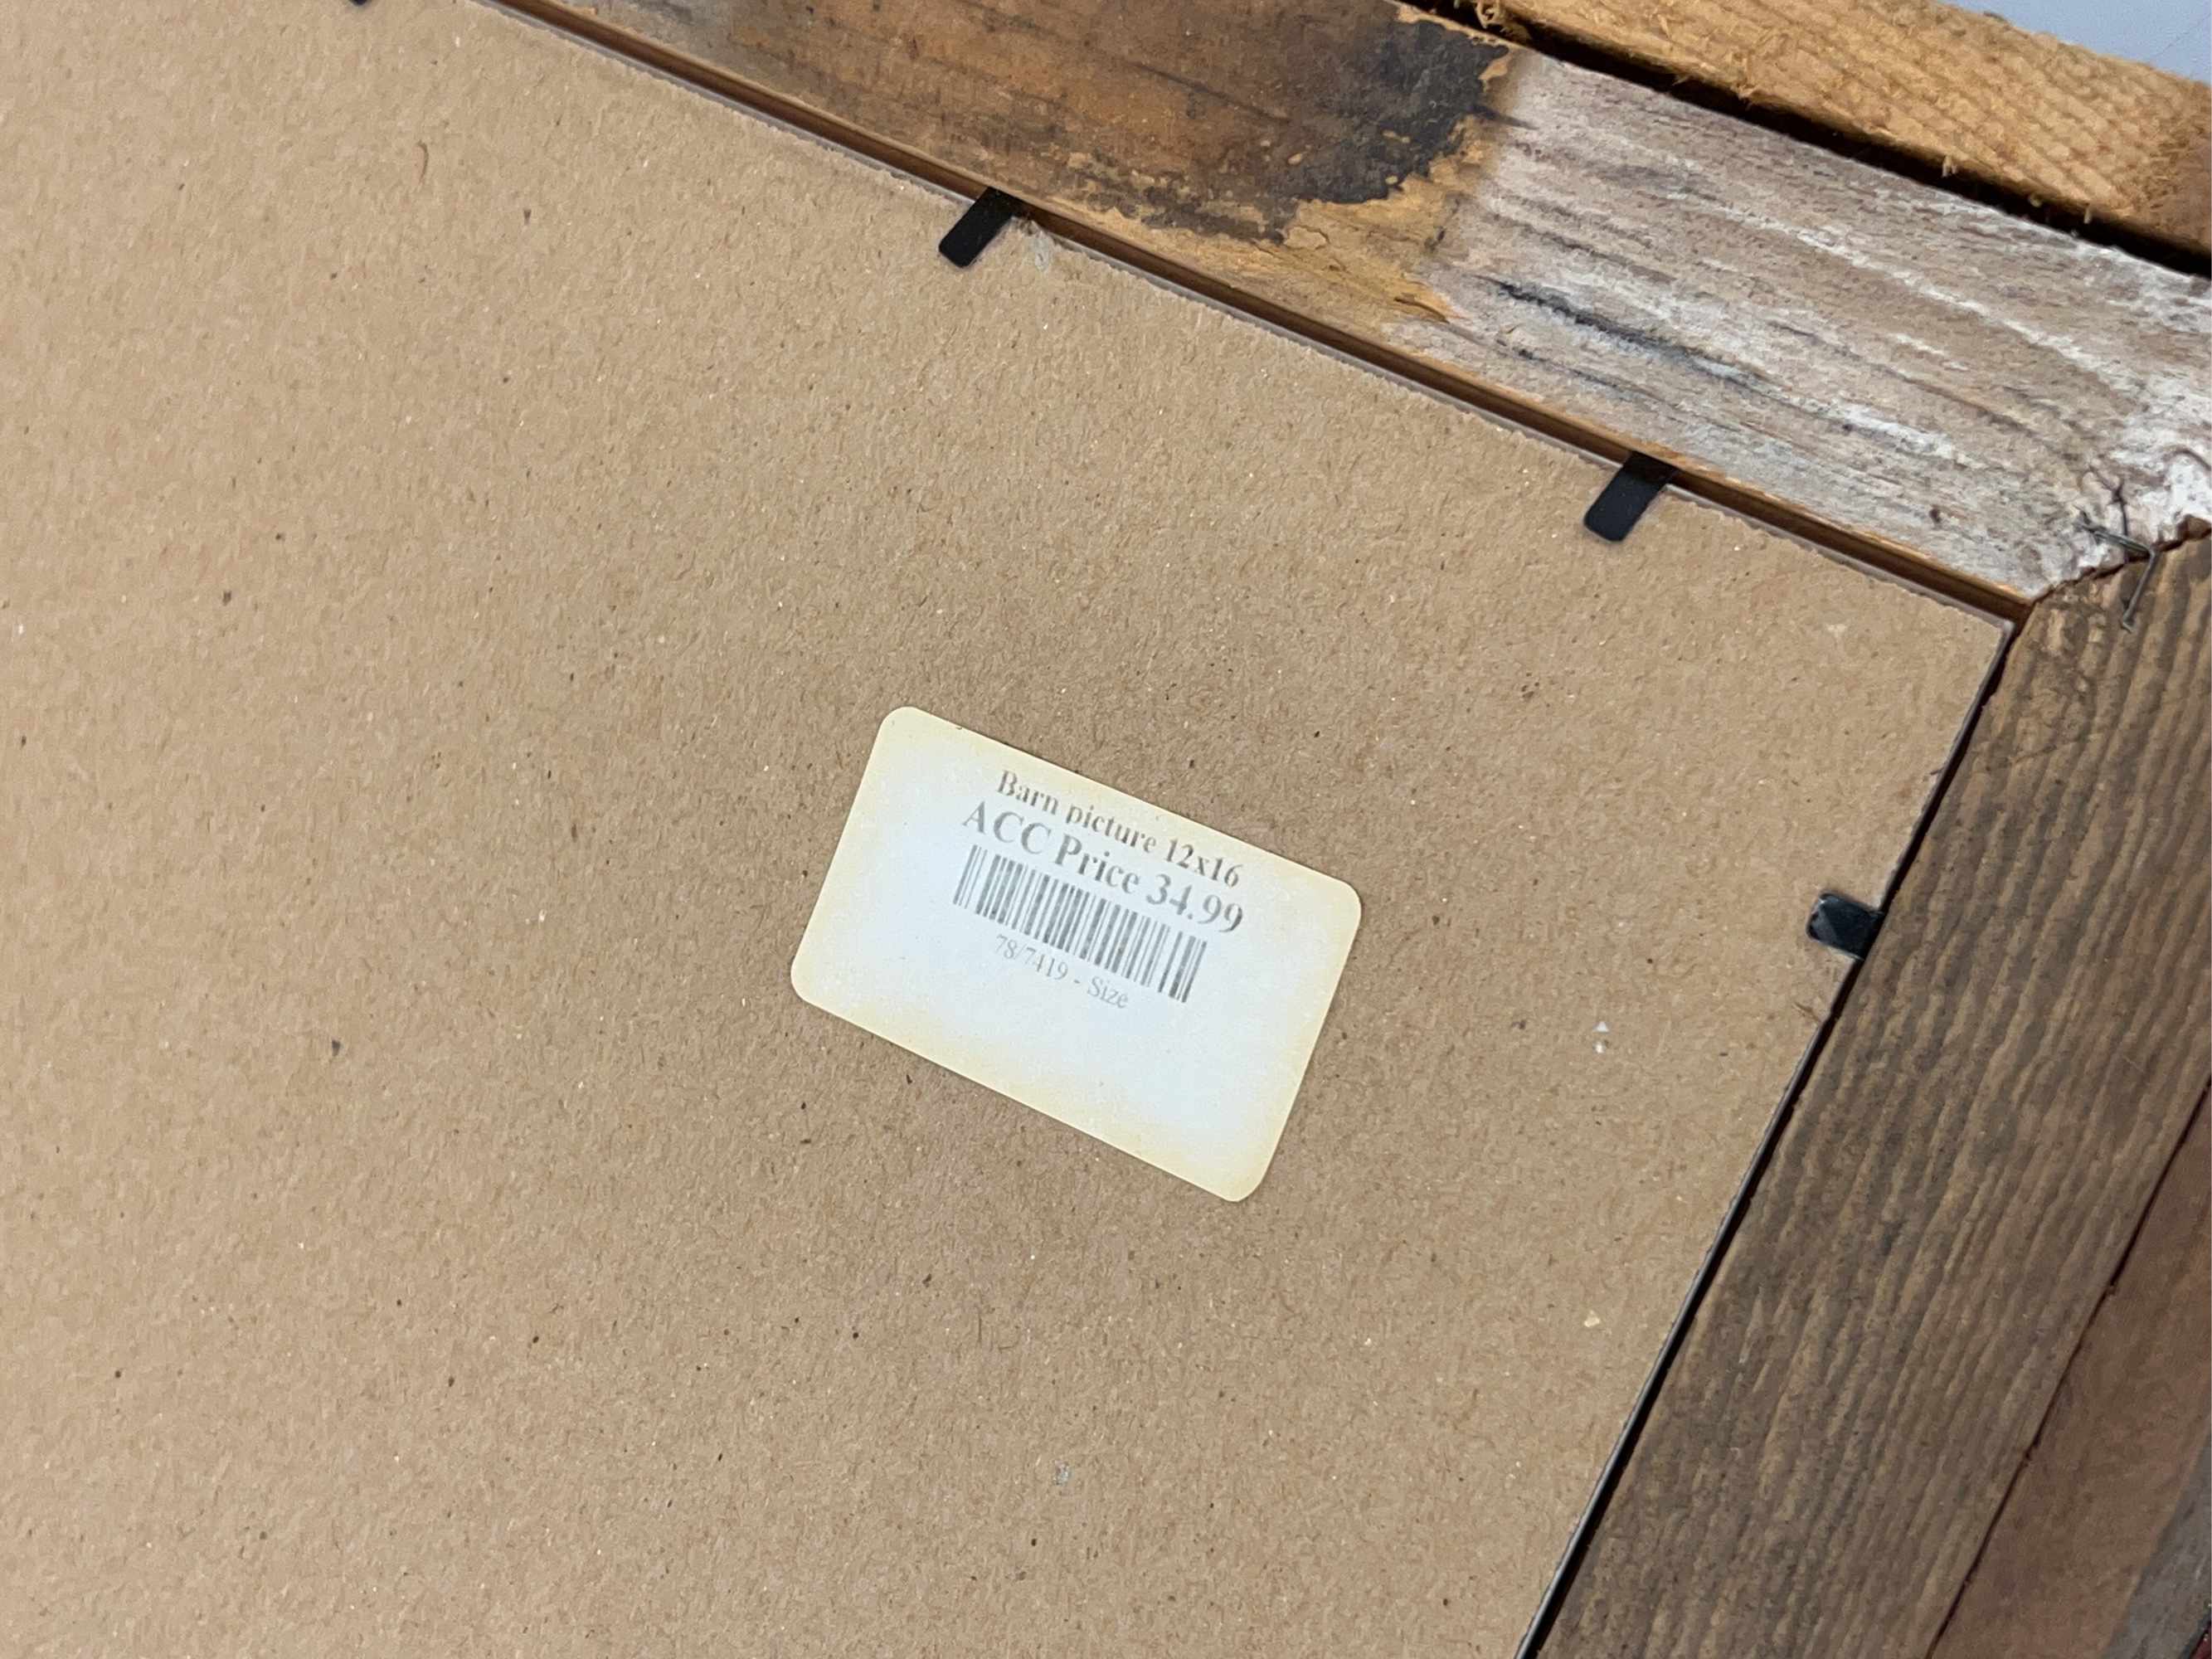 Barn picture 12x16
ACC Price 34.99
78/7419 - Size